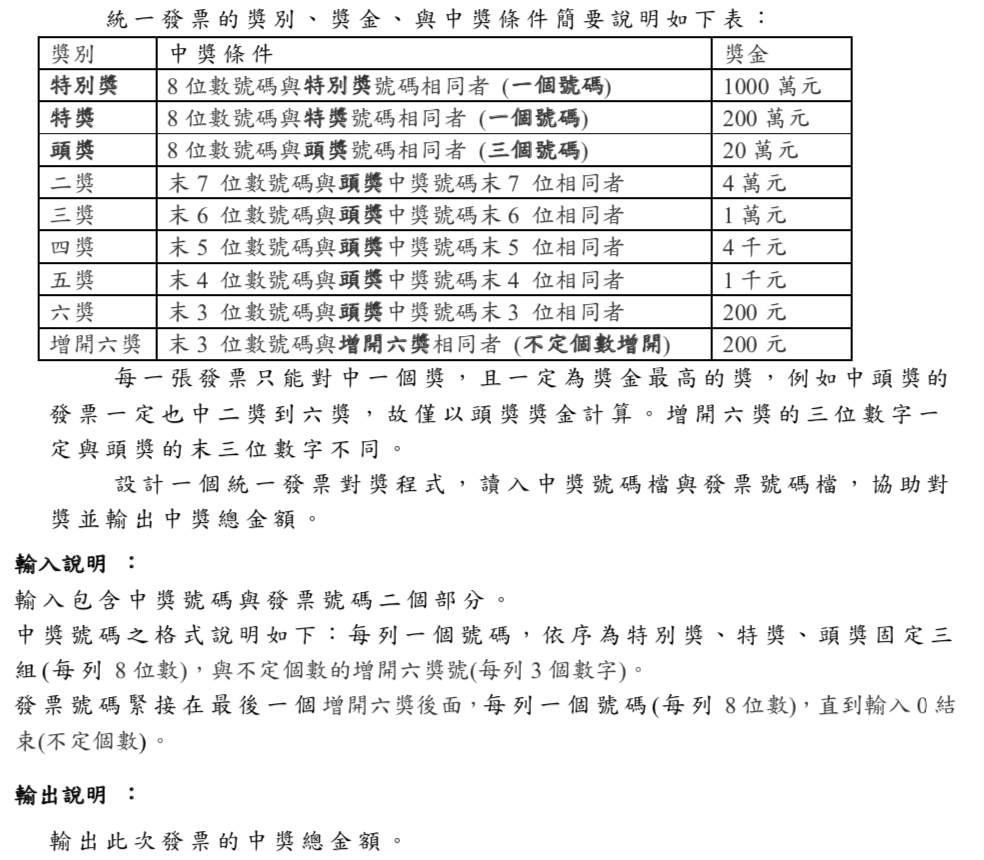 統一發票的獎別、獎金、與中獎條件簡要說明如下表：
獎別 中獎條件 獎金
特別獎 8 位數號碼與特別獎號碼相同者 (一個號碼) 1000 萬元
特獎 8 位數號碼與特獎號碼相同者 (一個號碼) 200 萬元
頭獎 8 位數號碼與頭獎號碼相同者 (三個號碼) 20 萬元
二獎 末 7 位數號碼與頭獎中獎號碼末 7 位相同者 4 萬元
三獎 末 6 位數號碼與頭獎中獎號碼末 6 位相同者 1 萬元
四獎 末 5 位數號碼與頭獎中獎號碼末 5 位相同者 4 千元
五獎 末 4 位數號碼與頭獎中獎號碼末 4 位相同者 1 千元
六獎 末 3 位數號碼與頭獎中獎號碼末 3 位相同者 200 元
增開六獎 末 3 位數號碼與增開六獎相同者 (不定個數增開) 200 元
每一張發票只能對中一個獎，且一定為獎金最高的獎，例如中頭獎的
發票一定也中二獎到六獎，故僅以頭獎獎金計算。增開六獎的三位數字一
定與頭獎的末三位數字不同。
設計一個統一發票對獎程式，讀入中獎號碼檔與發票號碼檔，協助對
獎並輸出中獎總金額。
輸入說明 ：
輸入包含中獎號碼與發票號碼二個部分。
中獎號碼之格式說明如下：每列一個號碼，依序為特別獎、特獎、頭獎固定三
組(每列 8 位數)，與不定個數的增開六獎號(每列 3 個數字)。
發票號碼緊接在最後一個增開六獎後面，每列一個號碼(每列 8 位數)，直到輸入 0 結
束(不定個數)。
輸出說明 ：
輸出此次發票的中獎總金額。